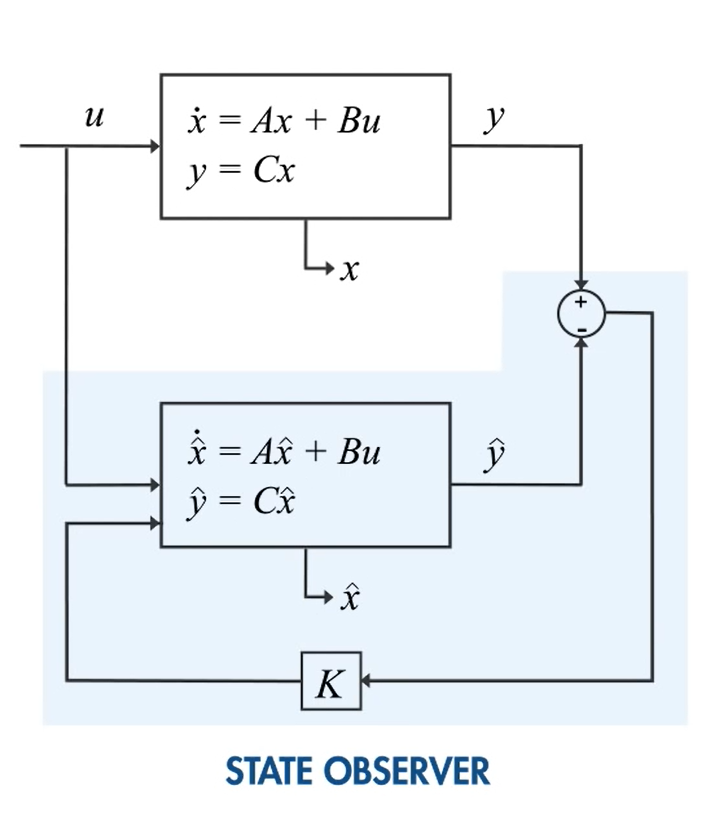 u
ẋ = Ax + Bu
y = Cx
y
x
+
-
x̂̇ = Ax̂ + Bu
ŷ = Cx̂
ŷ
x̂
K
STATE OBSERVER